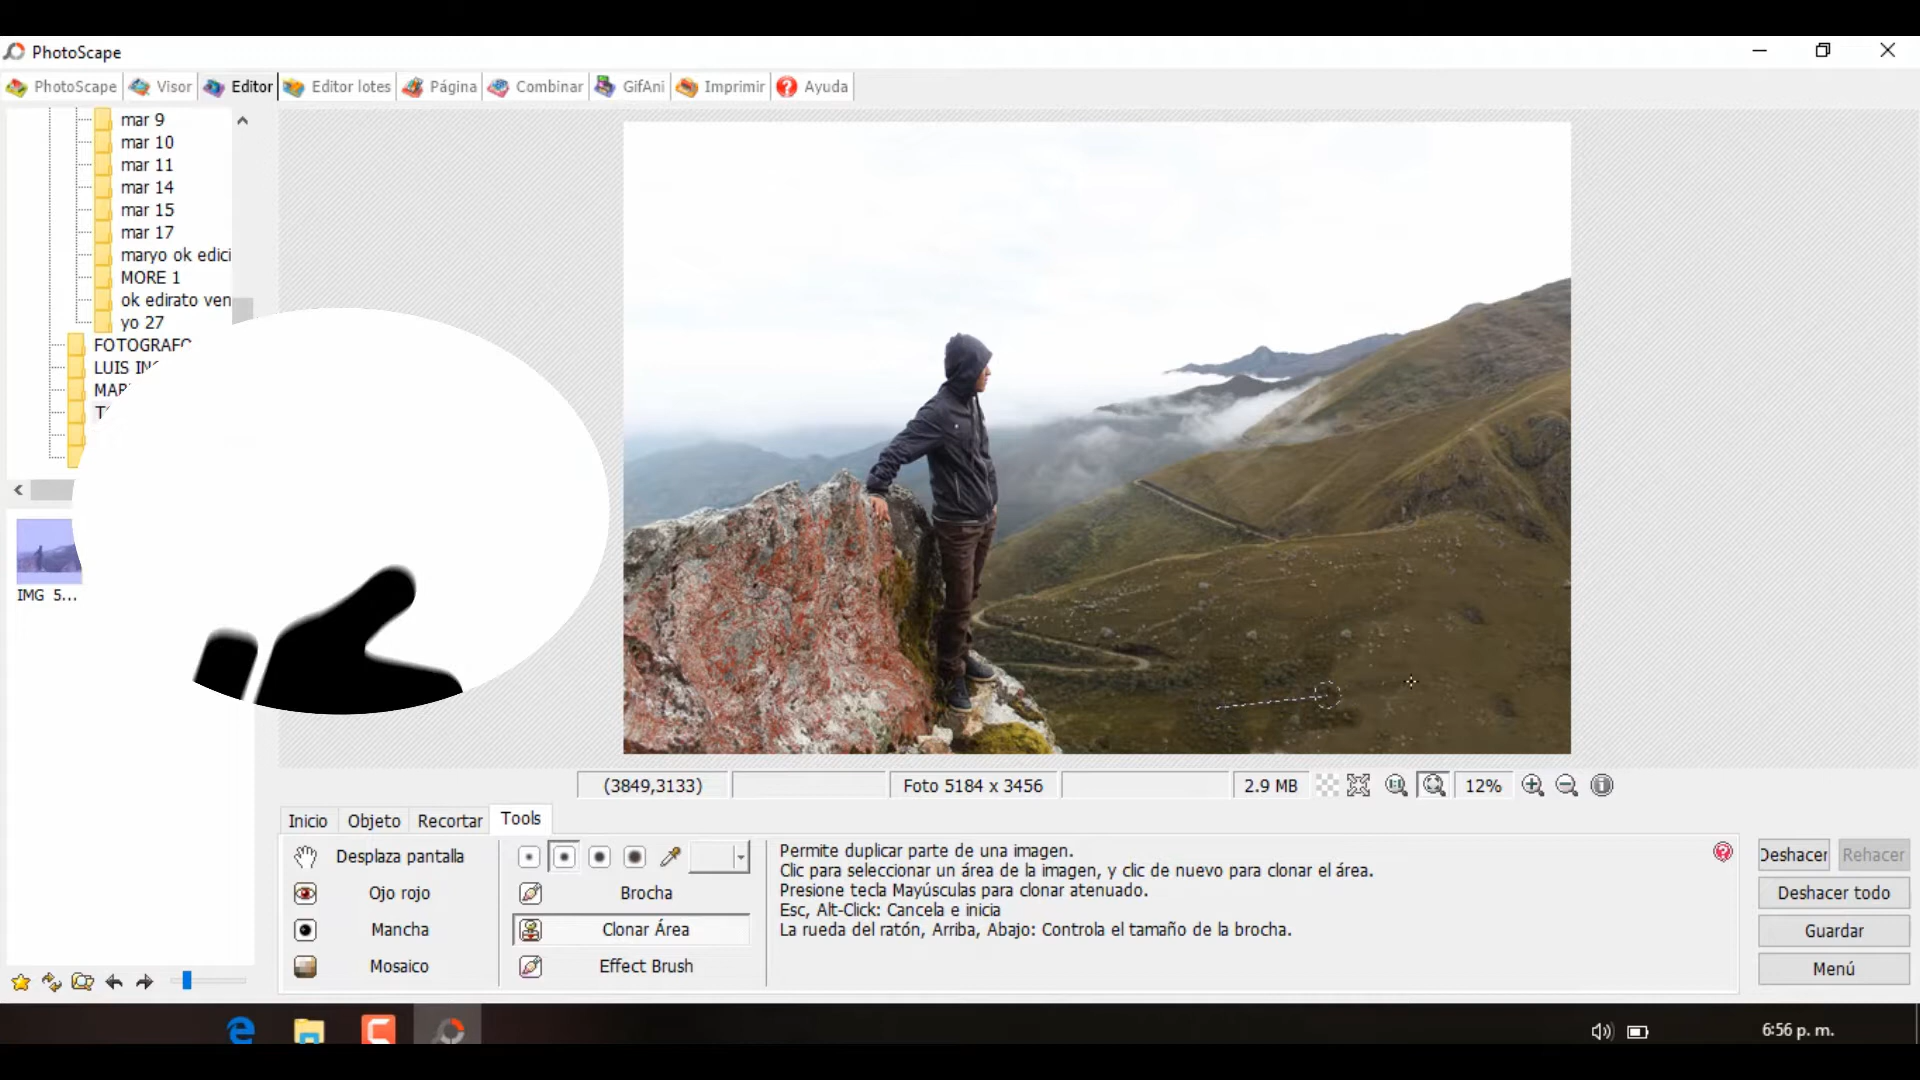 PhotoScape
PhotoScape Visor Editor Editor lotes Página Combinar GifAni Imprimir Ayuda
mar 9
mar 10
mar 11
mar 14
mar 15
mar 17
maryo ok edici
MORE 1
ok edirato ven
yo 27
FOTOGRAFO
LUIS
IMG 5...
(3849,3133) Foto 5184 x 3456 2.9 MB 12%
Inicio Objeto Recortar Tools
Desplaza pantalla
Ojo rojo
Mancha
Mosaico
Brocha
Clonar Área
Effect Brush
Permite duplicar parte de una imagen.
Clic para seleccionar un área de la imagen, y clic de nuevo para clonar el área.
Presione tecla Mayúsculas para clonar atenuado.
Esc, Alt-Click: Cancela e inicia
La rueda del ratón, Arriba, Abajo: Controla el tamaño de la brocha.
Deshacer Rehacer
Deshacer todo
Guardar
Menú
6:56 p. m.